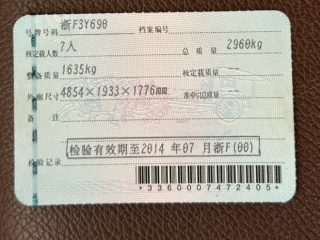 号牌号码 浙F3Y690 档案编号
核定载人数 7人 总质量 2960kg
整备质量 1635kg 核定载质量
外廓尺寸 4854×1933×1776mm 准牵引总质量
备注
检验有效期至2014年07月浙F(00)
检验记录
*3360007472405*